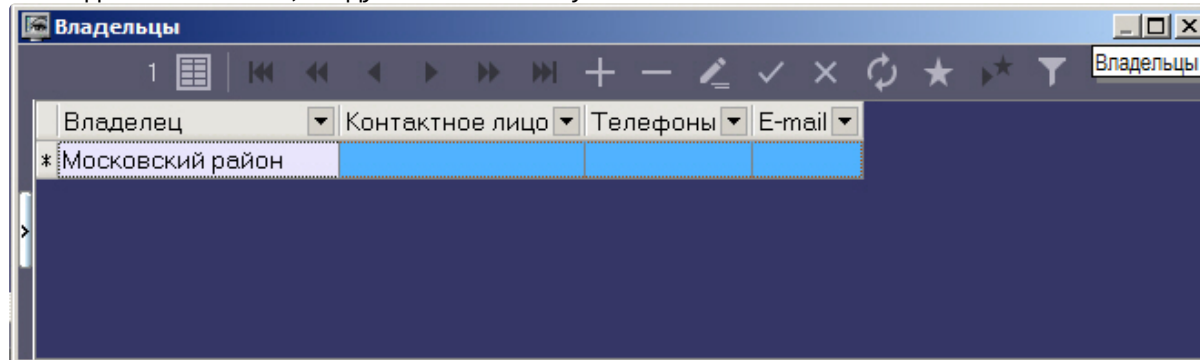 Владельцы
1
Владельцы
Владелец Контактное лицо Телефоны E-mail
* Московский район